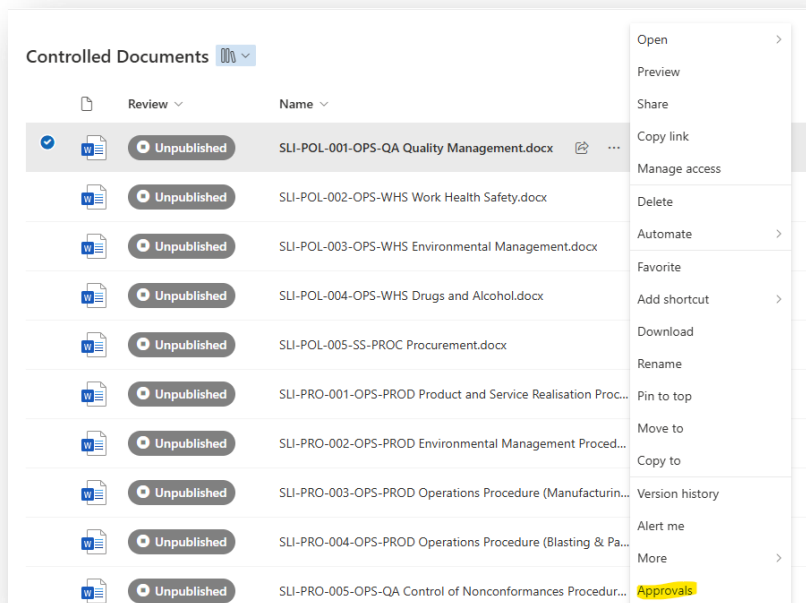 Controlled Documents
Review Name
Unpublished SLI-POL-001-OPS-QA Quality Management.docx
Unpublished SLI-POL-002-OPS-WHS Work Health Safety.docx
Unpublished SLI-POL-003-OPS-WHS Environmental Management.docx
Unpublished SLI-POL-004-OPS-WHS Drugs and Alcohol.docx
Unpublished SLI-POL-005-SS-PROC Procurement.docx
Unpublished SLI-PRO-001-OPS-PROD Product and Service Realisation Proc...
Unpublished SLI-PRO-002-OPS-PROD Environmental Management Proced...
Unpublished SLI-PRO-003-OPS-PROD Operations Procedure (Manufacturin...
Unpublished SLI-PRO-004-OPS-PROD Operations Procedure (Blasting & Pa...
Unpublished SLI-PRO-005-OPS-QA Control of Nonconformances Procedur...
Open
Preview
Share
Copy link
Manage access
Delete
Automate
Favorite
Add shortcut
Download
Rename
Pin to top
Move to
Copy to
Version history
Alert me
More
Approvals